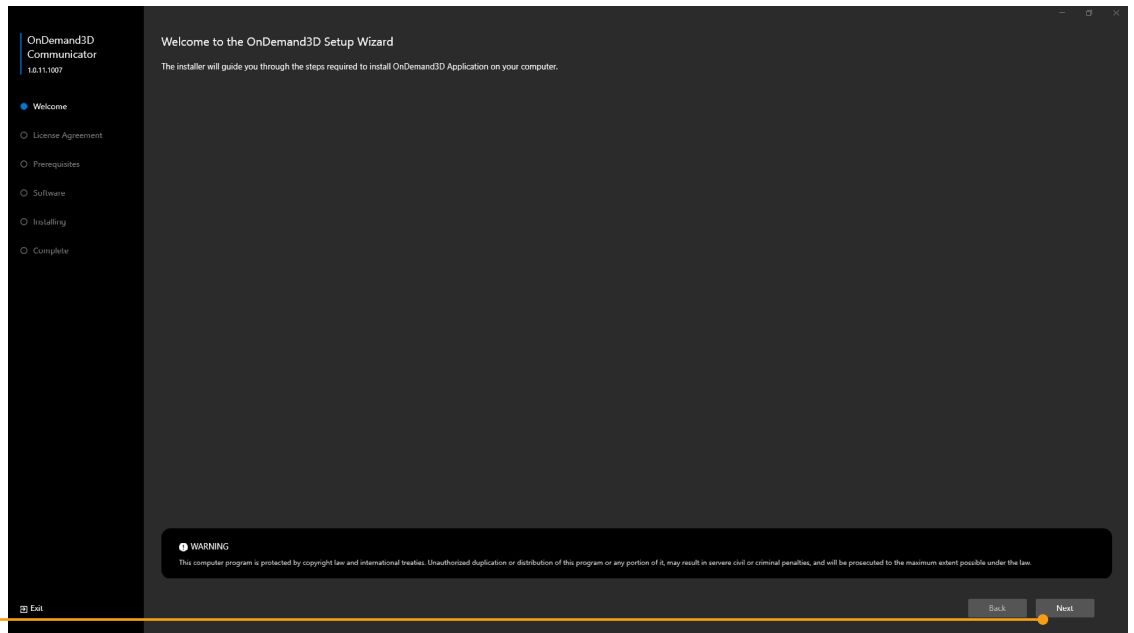 OnDemand3D
Communicator
1.0.11.1007
Welcome
License Agreement
Prerequisites
Software
Installing
Complete
Exit
Welcome to the OnDemand3D Setup Wizard
The installer will guide you through the steps required to install OnDemand3D Application on your computer.
WARNING
This computer program is protected by copyright law and international treaties. Unauthorized duplication or distribution of this program or any portion of it, may result in servere civil or criminal penalties, and will be prosecuted to the maximum extent possible under the law.
Back
Next